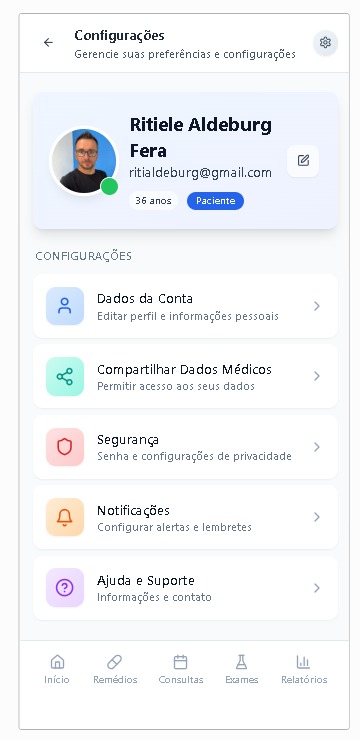 Configurações
Gerencie suas preferências e configurações
Ritiele Aldeburg
Fera
ritialdeburg@gmail.com
36 anos
Paciente
CONFIGURAÇÕES
Dados da Conta
Editar perfil e informações pessoais
Compartilhar Dados Médicos
Permitir acesso aos seus dados
Segurança
Senha e configurações de privacidade
Notificações
Configurar alertas e lembretes
Ajuda e Suporte
Informações e contato
Início
Remédios
Consultas
Exames
Relatórios